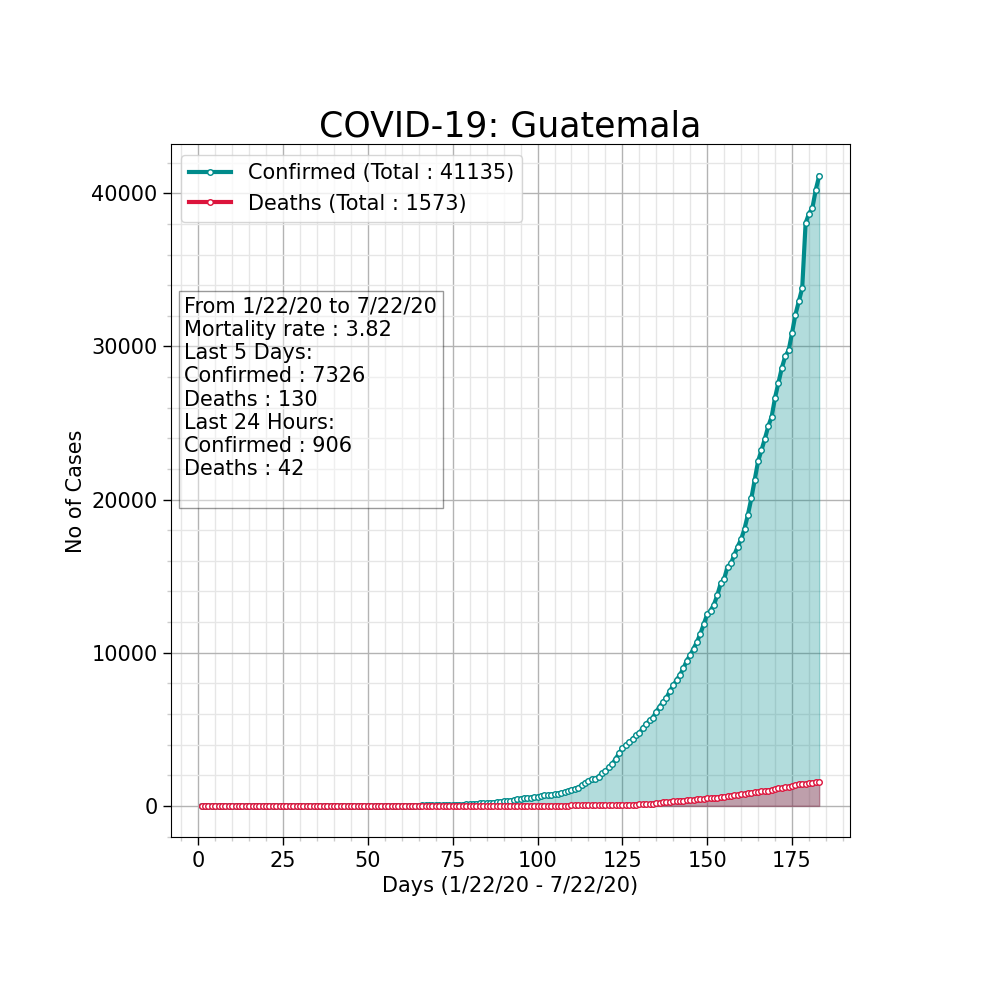 COVID-19: Guatemala
Confirmed (Total : 41135)
Deaths (Total : 1573)
From 1/22/20 to 7/22/20
Mortality rate : 3.82
Last 5 Days:
Confirmed : 7326
Deaths : 130
Last 24 Hours:
Confirmed : 906
Deaths : 42
No of Cases
40000
30000
20000
10000
0
0 25 50 75 100 125 150 175
Days (1/22/20 - 7/22/20)